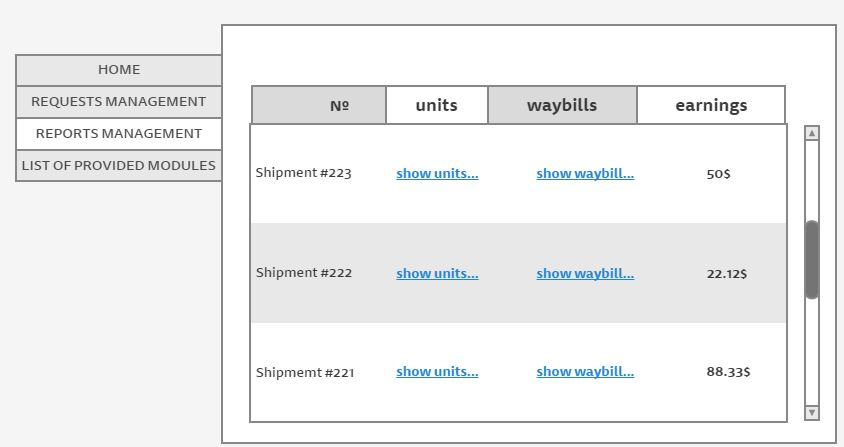 HOME
REQUESTS MANAGEMENT
REPORTS MANAGEMENT
LIST OF PROVIDED MODULES
№ units waybills earnings
Shipment #223 show units... show waybill... 50$
Shipment #222 show units... show waybill... 22.12$
Shipmemt #221 show units... show waybill... 88.33$